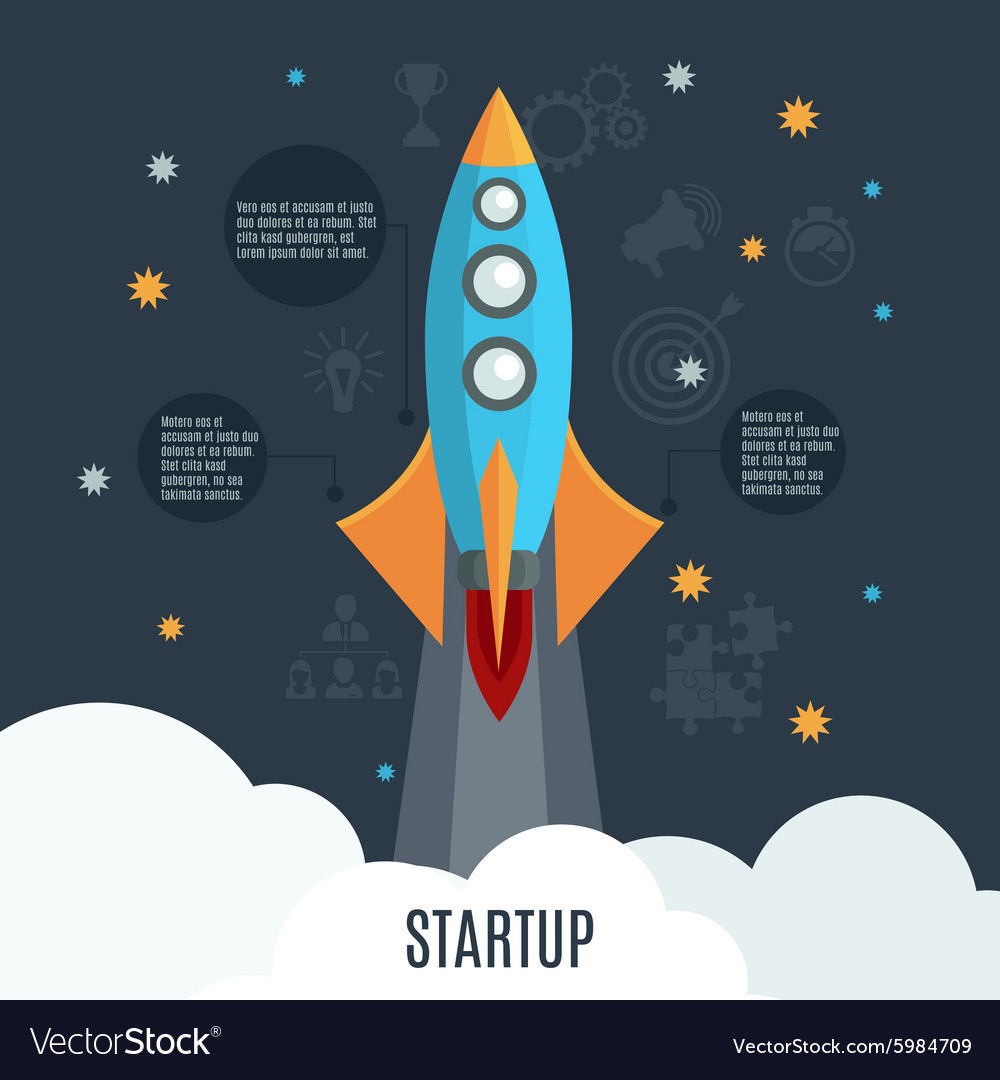 Vero eos et accusam et justo
duo dolores et ea rebum. Stet
clita kasd gubergren, est
Lorem ipsum dolor sit amet.
Motero eos et
accusam et justo duo
dolores et ea rebum.
Stet clita kasd
gubergren, no sea
takimata sanctus.
Motero eos et
accusam et justo duo
dolores et ea rebum.
Stet clita kasd
gubergren, no sea
takimata sanctus.
STARTUP
VectorStock®
VectorStock.com/5984709